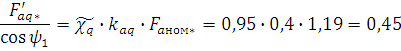 F′aq∗ / cos ψ1 = χ̃q · kaq · Fаном∗ = 0,95 · 0,4 · 1,19 = 0,45